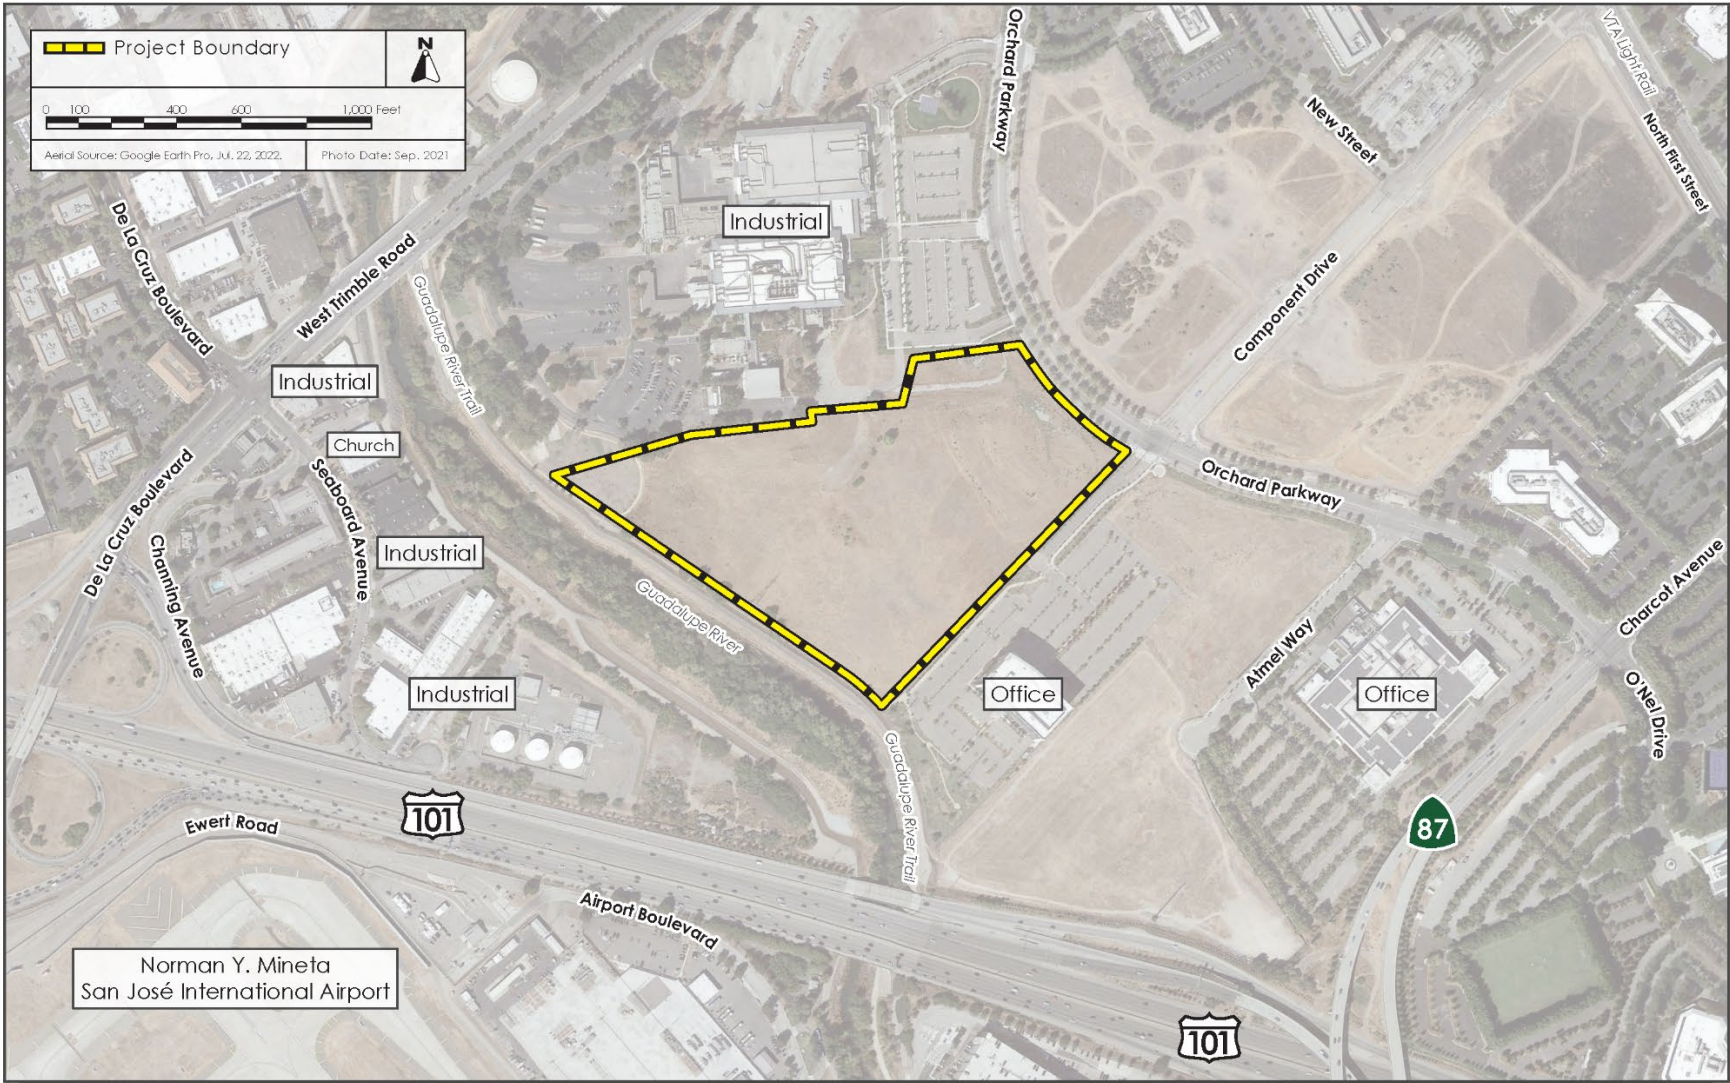 Project Boundary
N
0 100 400 600 1,000 Feet
Aerial Source: Google Earth Pro, Jul. 22, 2022.
Photo Date: Sep. 2021
Orchard Parkway
VTA Light Rail
New Street
North First Street
De La Cruz Boulevard
West Trimble Road
Industrial
Guadalupe River Trail
Component Drive
Industrial
Church
De La Cruz Boulevard
Seaboard Avenue
Orchard Parkway
Channing Avenue
Industrial
Charcot Avenue
Guadalupe River
Atmel Way
Industrial
Office
Office
O'Nel Drive
Guadalupe River Trail
101
87
Ewert Road
Airport Boulevard
Norman Y. Mineta
San José International Airport
101